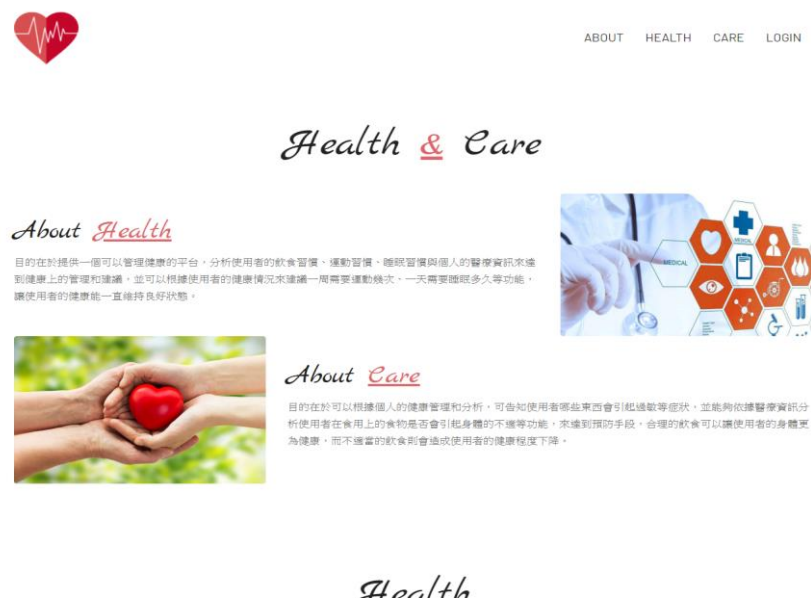 ABOUT HEALTH CARE LOGIN
Health & Care
About Health
目的在於提供一個可以管理健康的平台，分析使用者的飲食習慣、運動習慣、睡眠習慣與個人的醫療資訊來達
到健康上的管理和建議，並可以根據使用者的健康情況來建議一周需要運動幾次、一天需要睡眠多久等功能，
讓使用者的健康能一直維持良好狀態。
MEDICAL
MEDICAL
About Care
目的在於可以根據個人的健康管理和分析，可告知使用者哪些東西會引起過敏等症狀，並能夠依據醫療資訊分
析使用者在食用上的食物是否會引起身體的不適等功能，來達到預防手段，合理的飲食可以讓使用者的身體更
為健康，而不適當的飲食則會造成使用者的健康程度下降。
Health